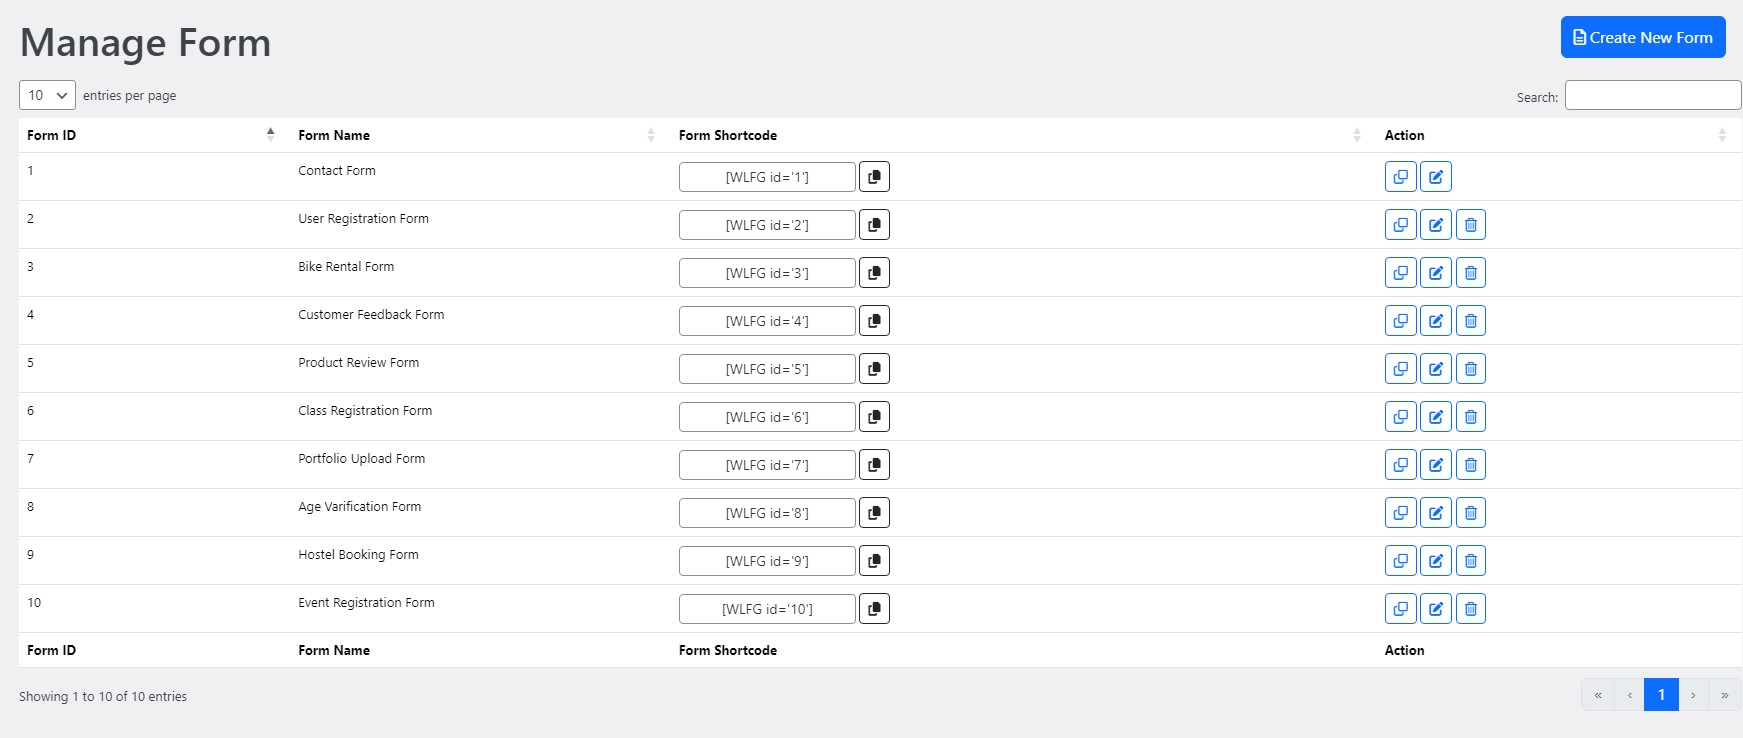 Manage Form
Create New Form
10 entries per page
Search:
Form ID Form Name Form Shortcode Action
1 Contact Form [WLFG id='1']
2 User Registration Form [WLFG id='2']
3 Bike Rental Form [WLFG id='3']
4 Customer Feedback Form [WLFG id='4']
5 Product Review Form [WLFG id='5']
6 Class Registration Form [WLFG id='6']
7 Portfolio Upload Form [WLFG id='7']
8 Age Varification Form [WLFG id='8']
9 Hostel Booking Form [WLFG id='9']
10 Event Registration Form [WLFG id='10']
Form ID Form Name Form Shortcode Action
Showing 1 to 10 of 10 entries
« ‹ 1 › »